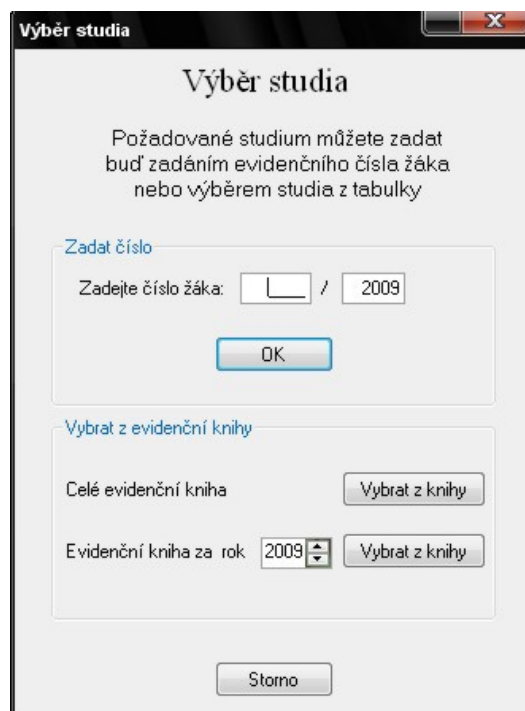 Výběr studia
Výběr studia
Požadované studium můžete zadat
buď zadáním evidenčního čísla žáka
nebo výběrem studia z tabulky
Zadat číslo
Zadejte číslo žáka: ___ / 2009
OK
Vybrat z evidenční knihy
Celé evidenční kniha Vybrat z knihy
Evidenční kniha za rok 2009 Vybrat z knihy
Storno